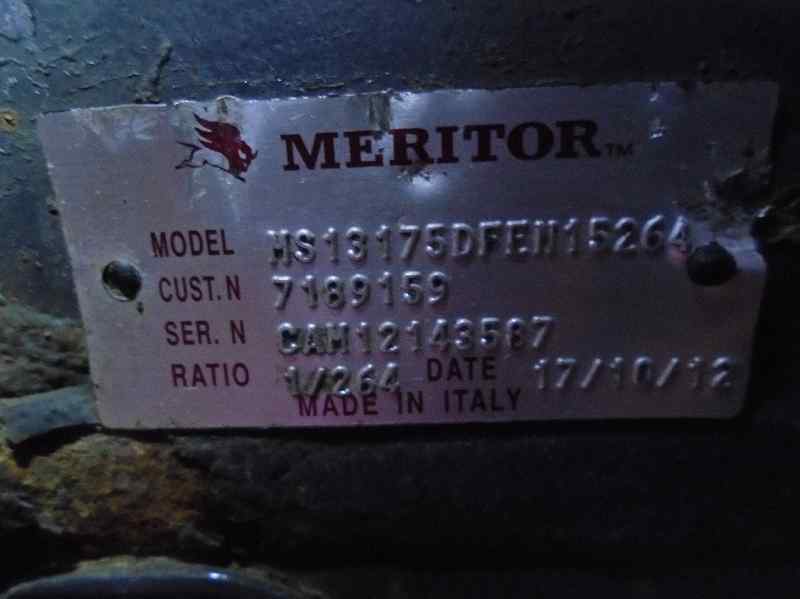 MERITOR™
MODEL MS13175DFEN15264
CUST.N 7189159
SER. N CAM12143587
RATIO 1/264 DATE 17/10/12
MADE IN ITALY